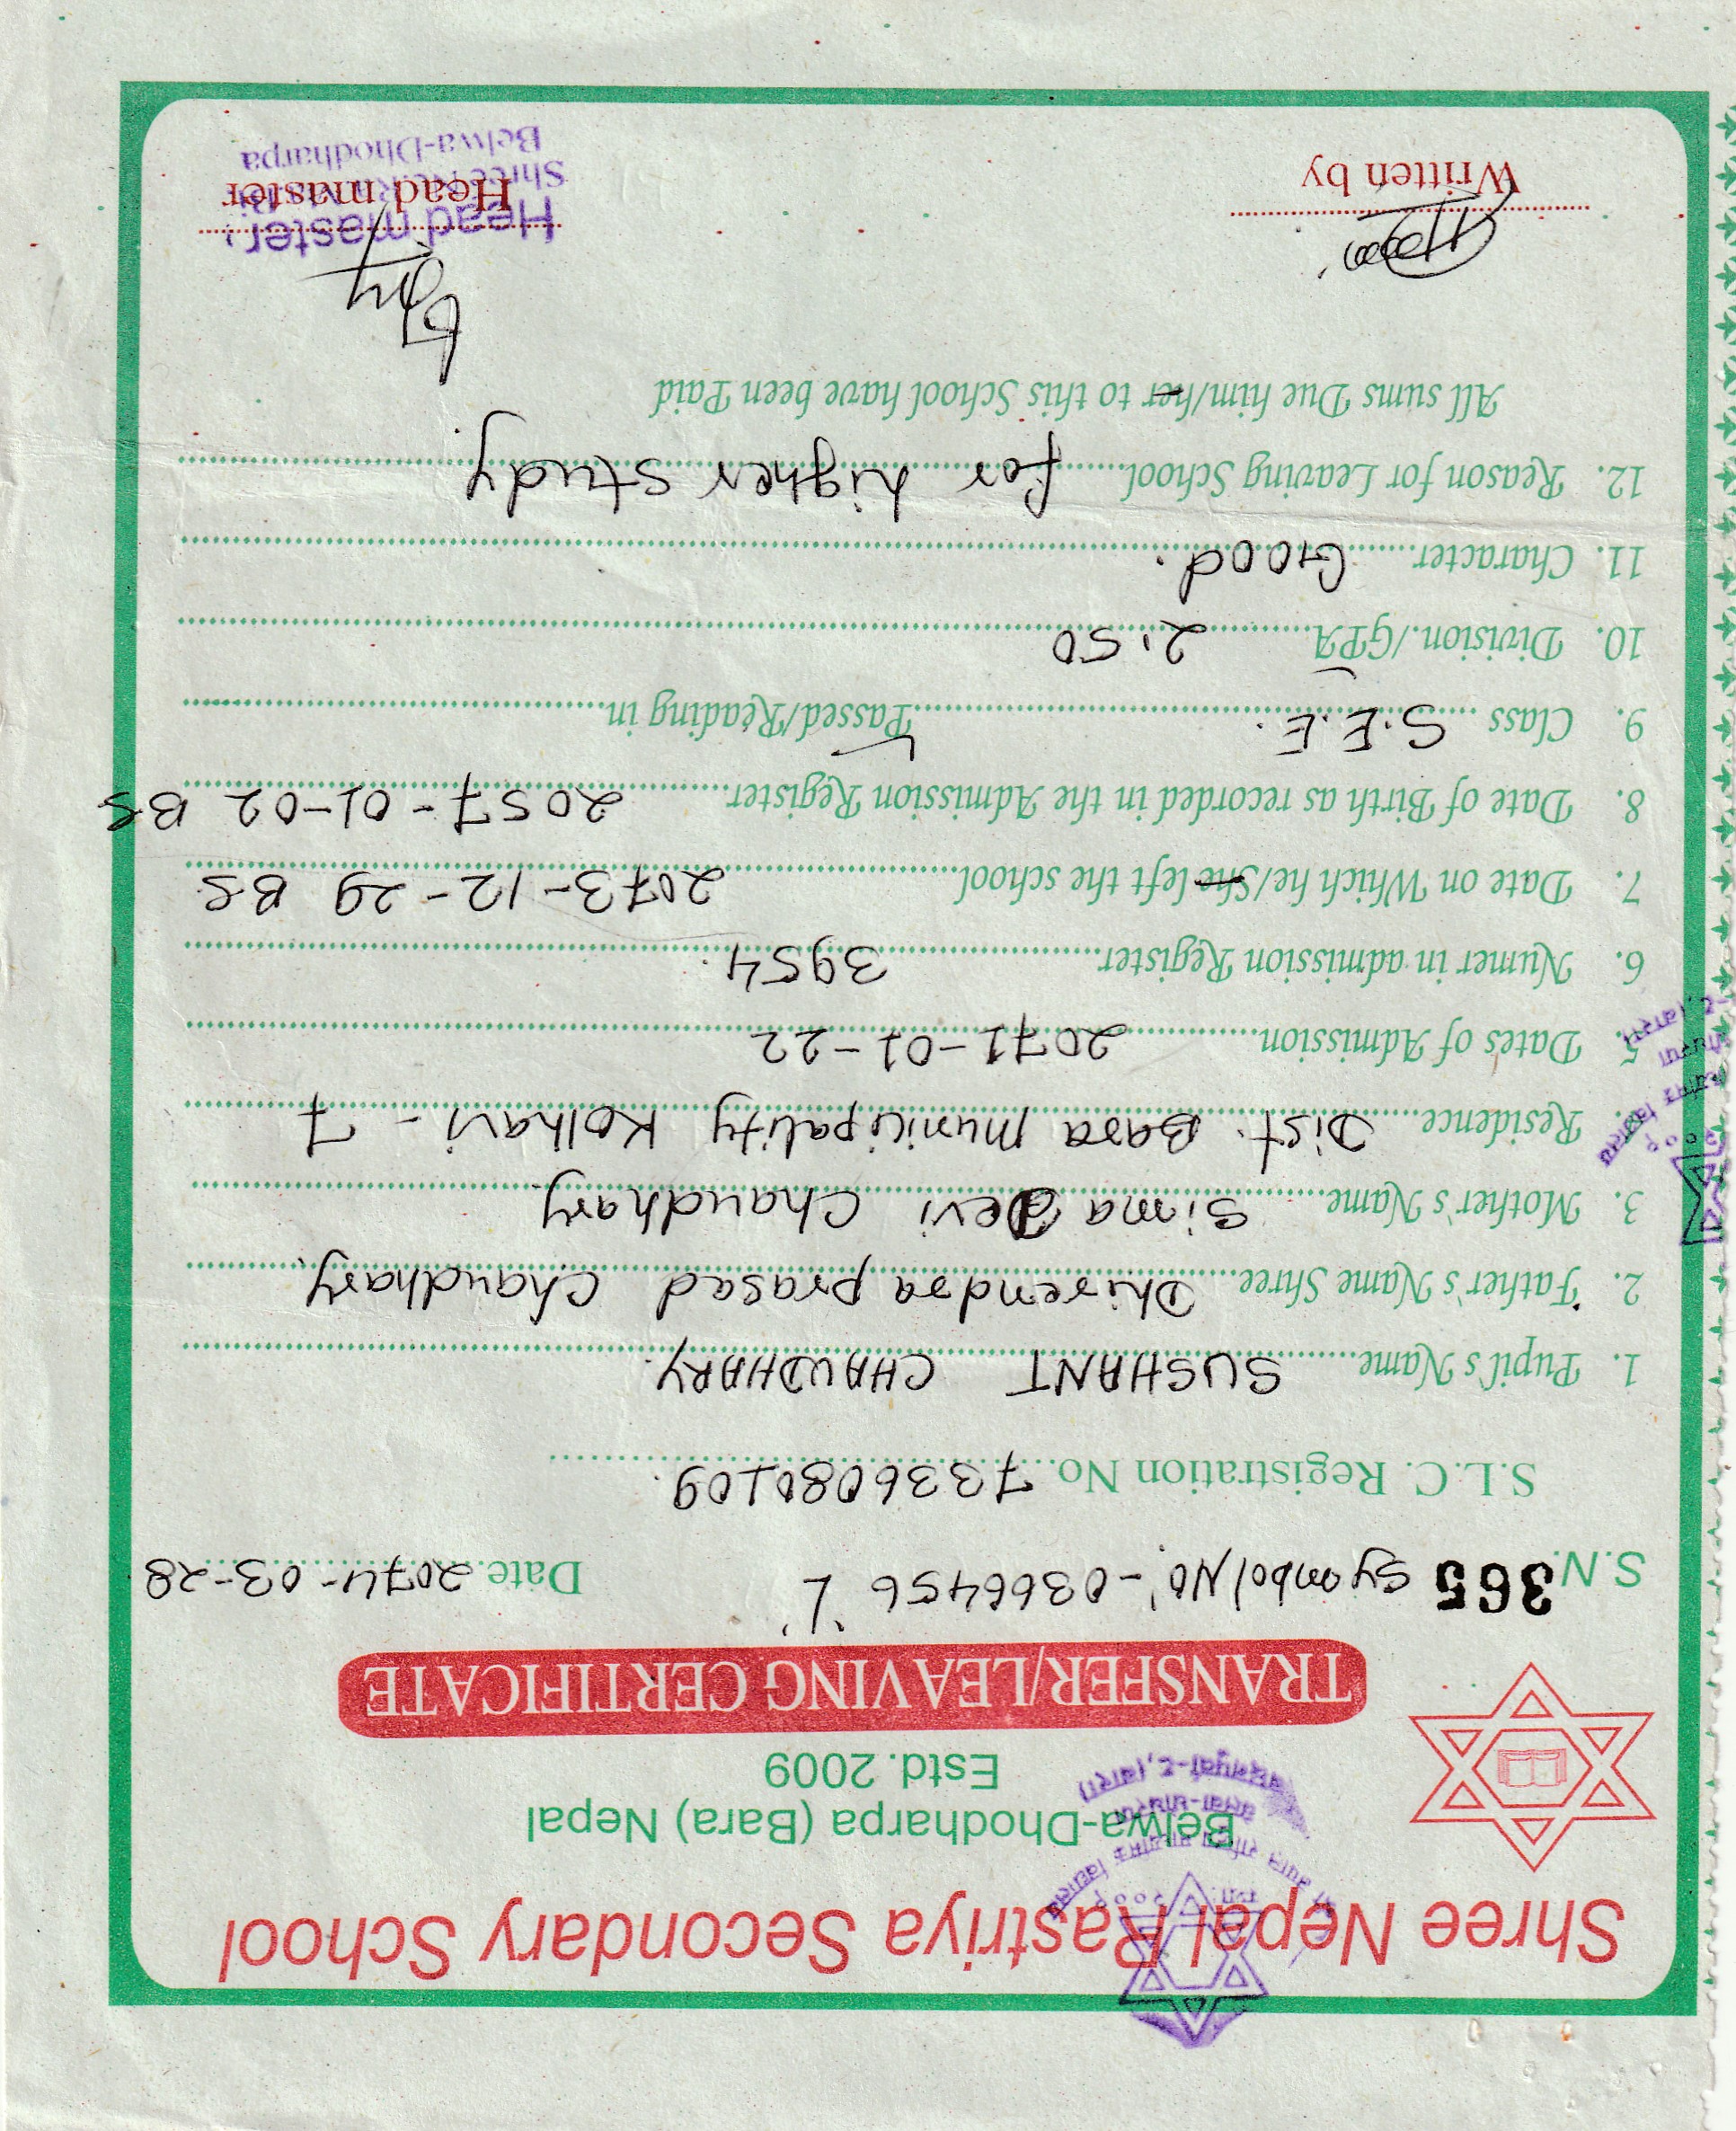 Shree Nepal Rastriya Secondary School
Belwa-Dhodharpa (Bara) Nepal
Estd. 2009
TRANSFER/LEAVING CERTIFICATE
S.N. 365 Symbol No. - 0366456 'L' Date 2074-03-28
S.L.C. Registration No. 7336080109.
1. Pupil's Name SUSHANT CHAUDHARY.
2. Father's Name Shree Dhirendra prasad Chaudhary.
3. Mother's Name Sima Devi Chaudhary.
Residence Dist. Bara Municipality Kolhavi - 7
5. Dates of Admission 2071-01-22
6. Numer in admission Register 3954.
7. Date on Which he/She left the school 2073-12-29 BS.
8. Date of Birth as recorded in the Admission Register 2057-01-02 BS
9. Class S.E.E. Passed/Reading in
10. Division./GPA 2.50
11. Character Good.
12. Reason for Leaving School for higher study.
All sums Due him/her to this School have been Paid
Written by
Head master
Headmaster
Belwa-Dhodharpa